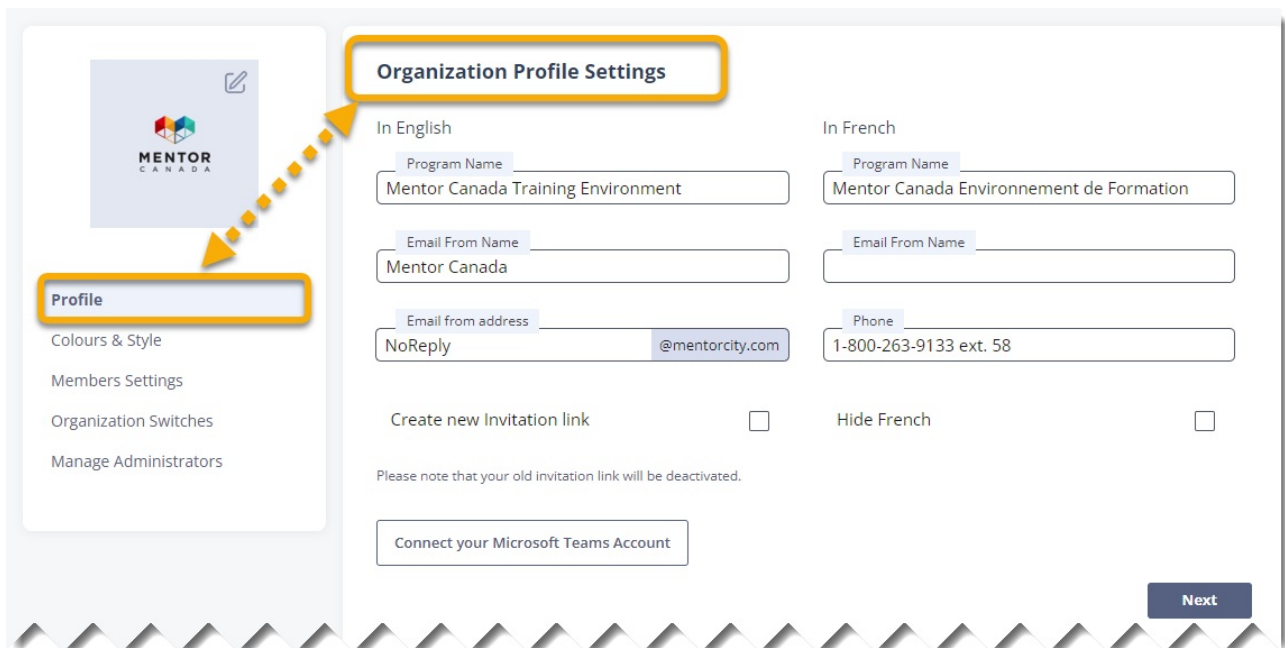 MENTOR
CANADA
Profile
Colours & Style
Members Settings
Organization Switches
Manage Administrators
Organization Profile Settings
In English
In French
Program Name
Mentor Canada Training Environment
Program Name
Mentor Canada Environnement de Formation
Email From Name
Mentor Canada
Email From Name
Email from address
NoReply @mentorcity.com
Phone
1-800-263-9133 ext. 58
Create new Invitation link
Hide French
Please note that your old invitation link will be deactivated.
Connect your Microsoft Teams Account
Next